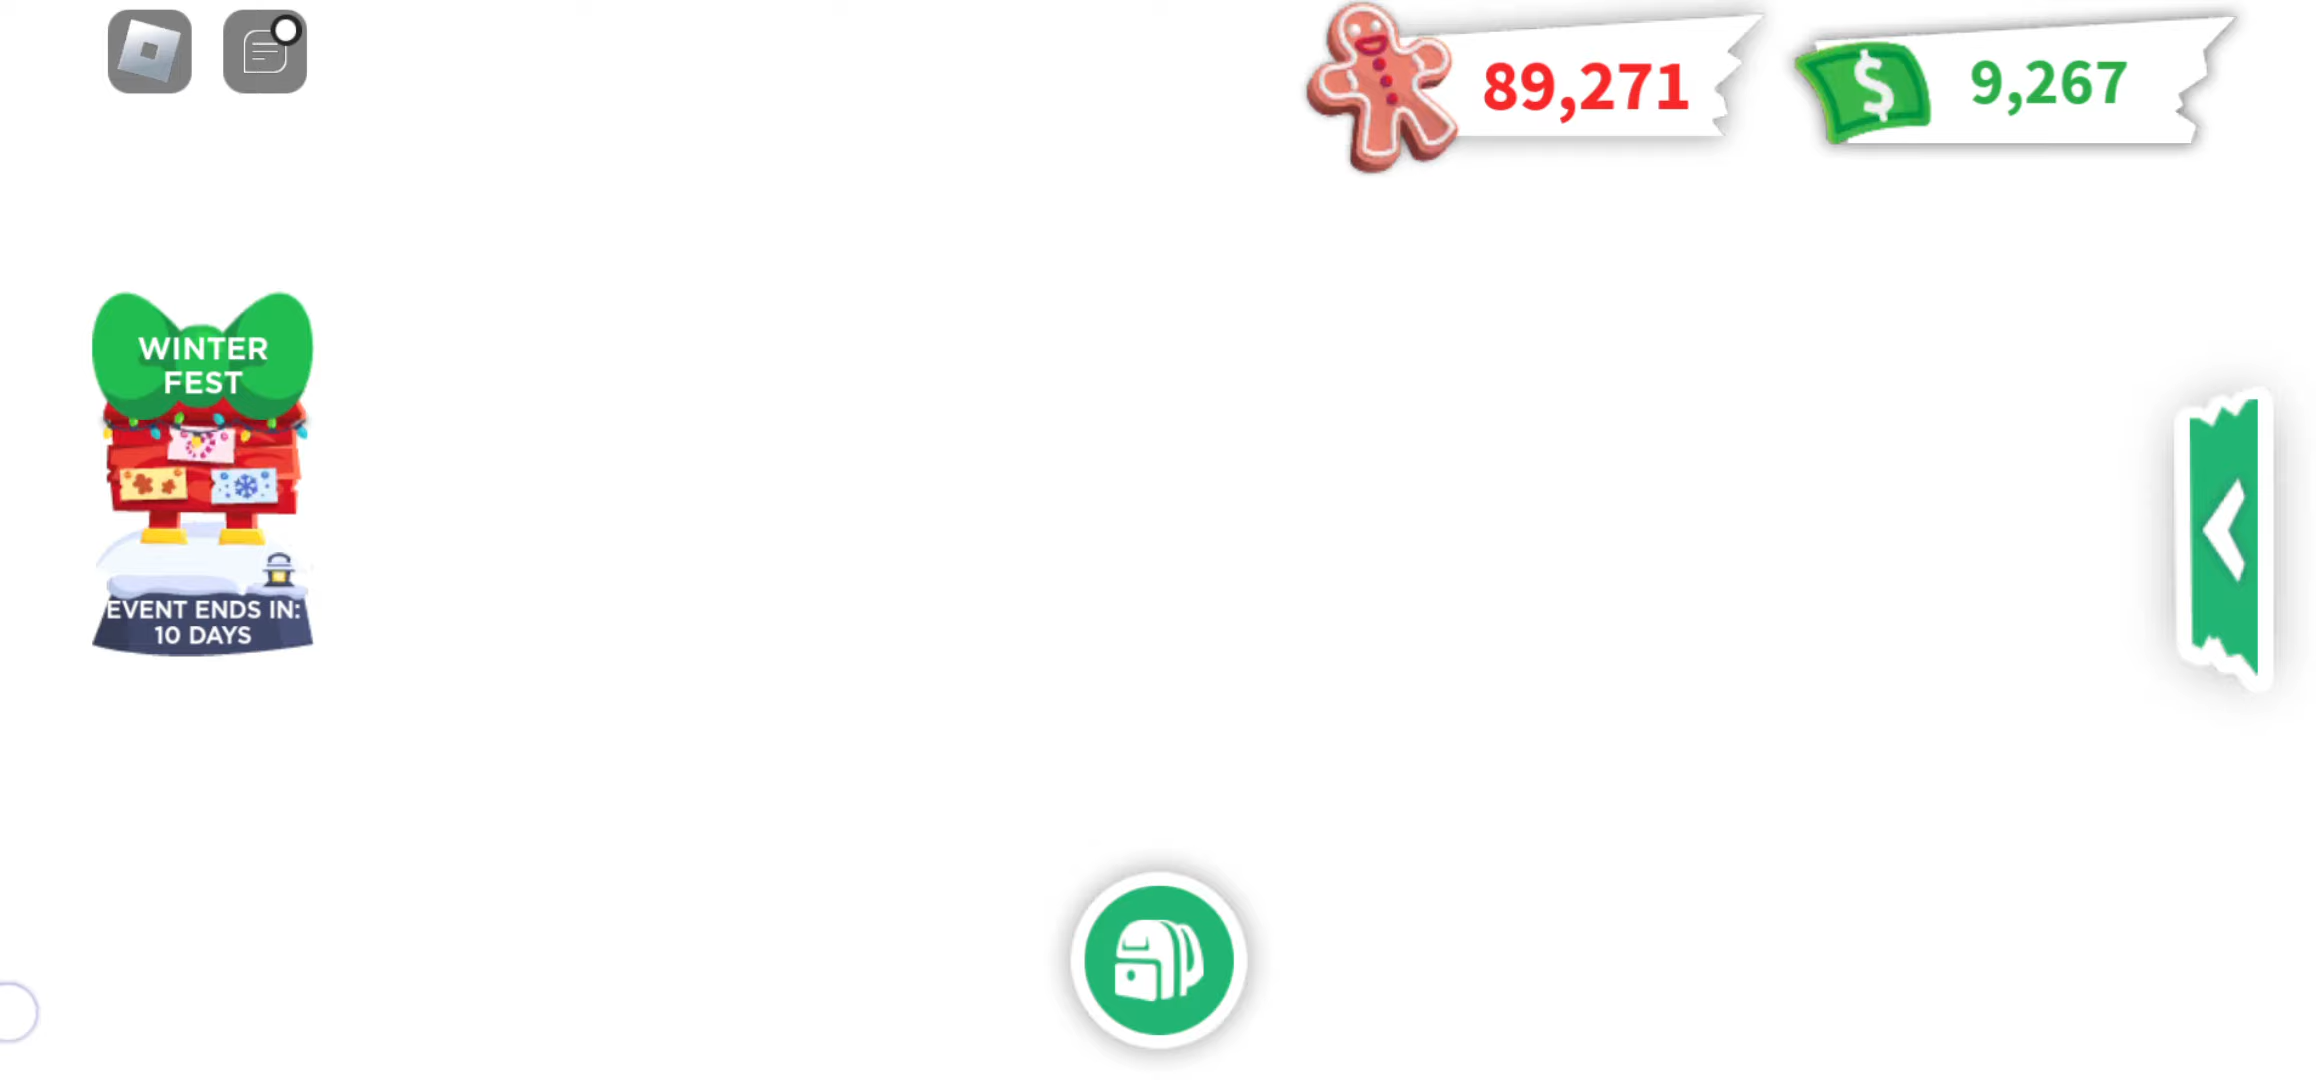 89,271
9,267
WINTER
FEST
EVENT ENDS IN:
10 DAYS